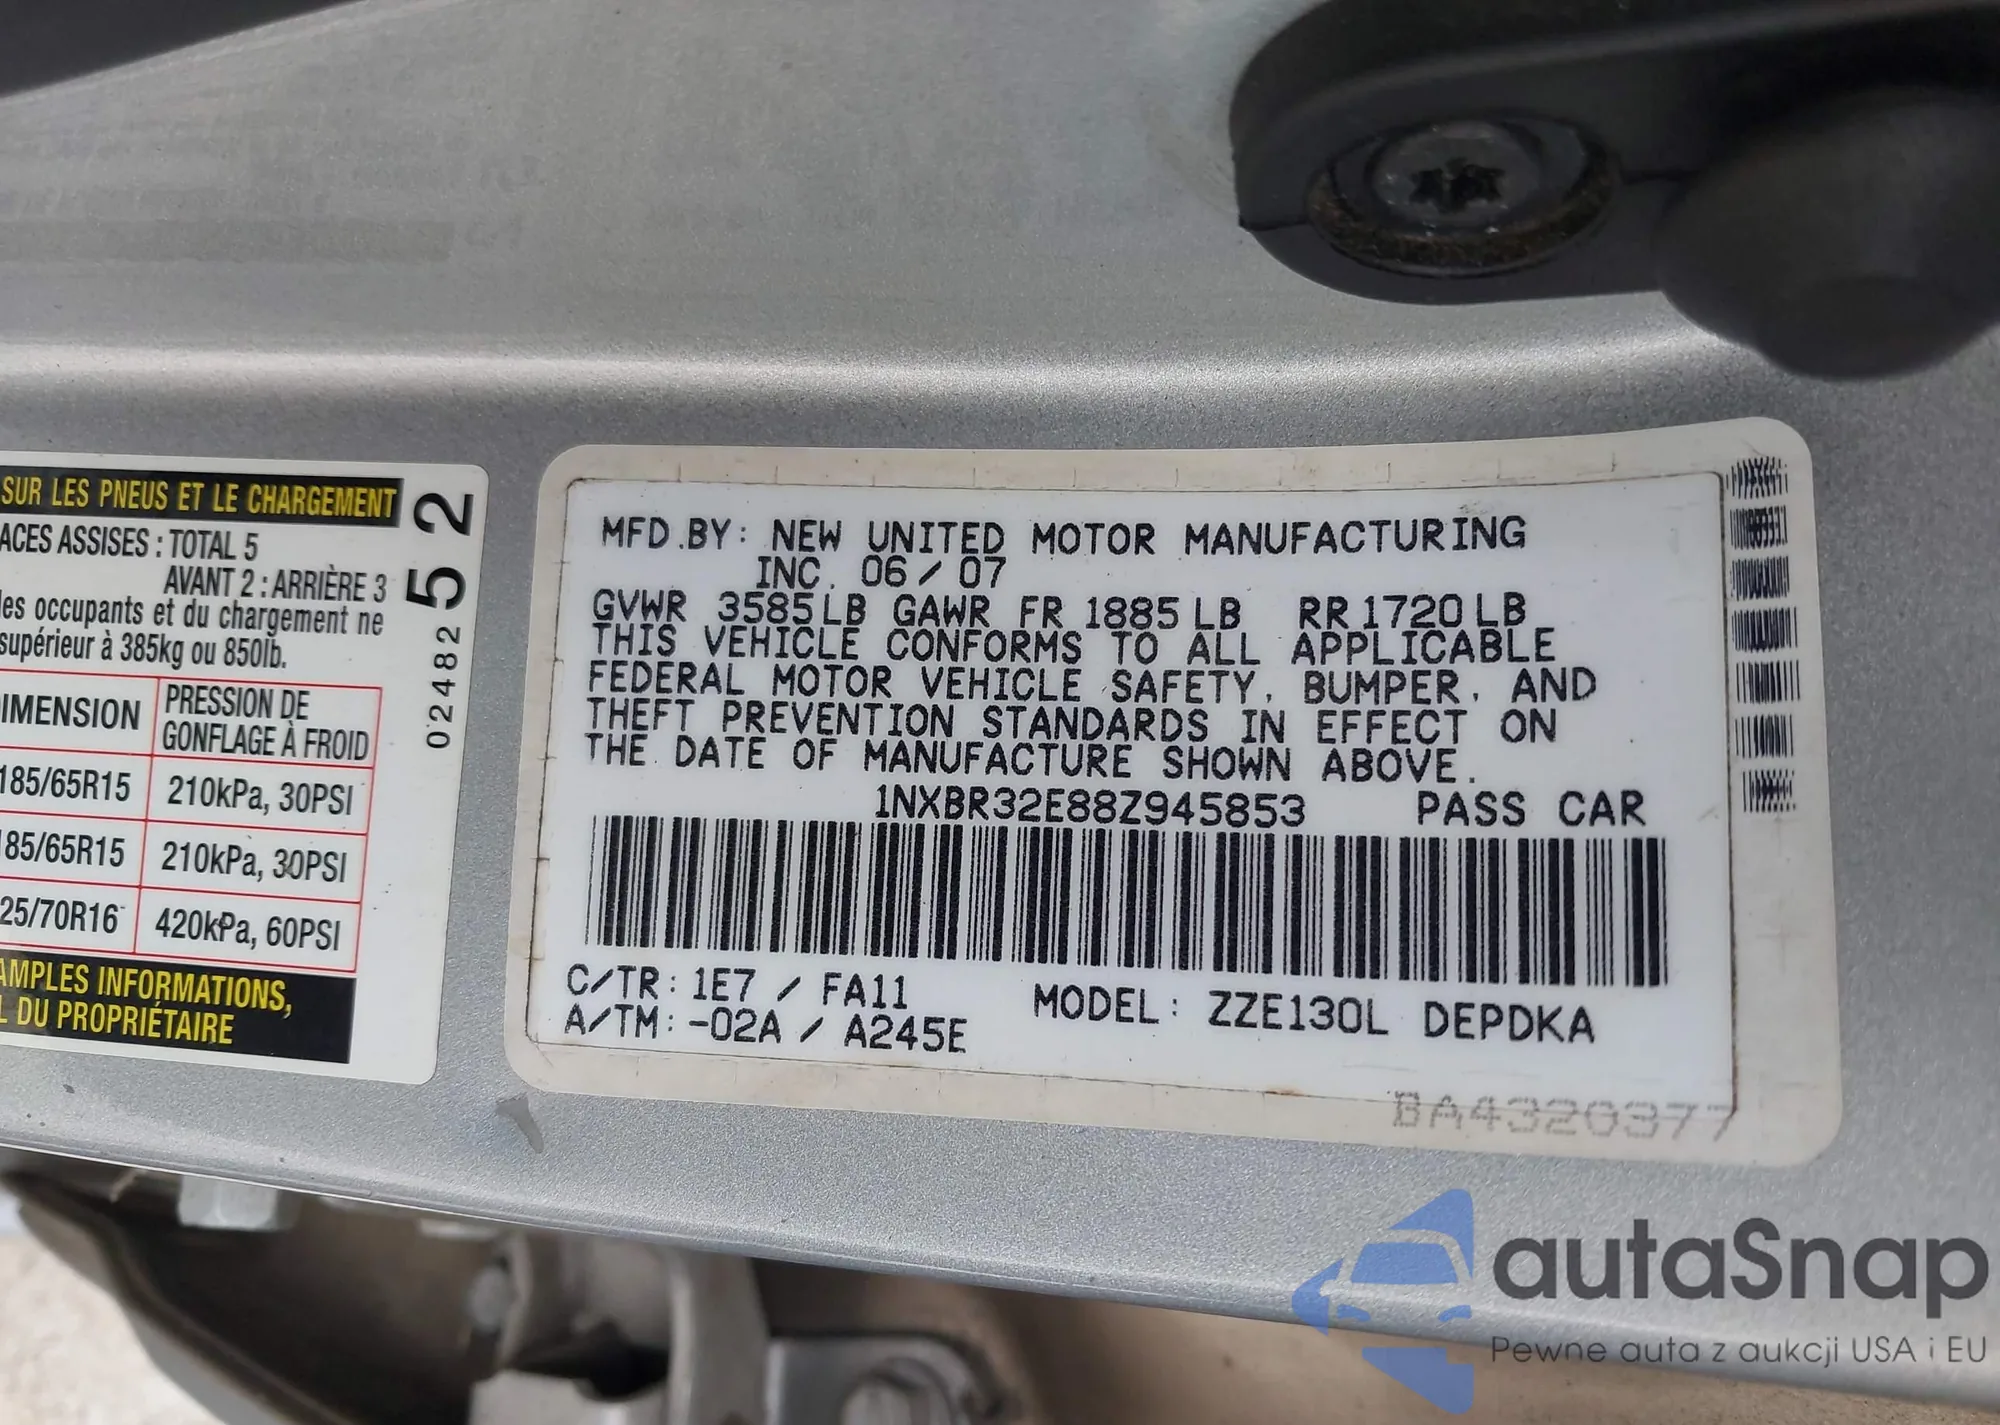 SUR LES PNEUS ET LE CHARGEMENT
ACES ASSISES : TOTAL 5
AVANT 2 : ARRIÈRE 3
les occupants et du chargement ne
supérieur à 385kg ou 850lb.
DIMENSION
PRESSION DE
GONFLAGE À FROID
185/65R15
210kPa, 30PSI
185/65R15
210kPa, 30PSI
25/70R16
420kPa, 60PSI
AMPLES INFORMATIONS,
L DU PROPRIÉTAIRE
02482 52
MFD.BY: NEW UNITED MOTOR MANUFACTURING
INC. 06/07
GVWR 3585LB GAWR FR 1885LB RR1720LB
THIS VEHICLE CONFORMS TO ALL APPLICABLE
FEDERAL MOTOR VEHICLE SAFETY, BUMPER, AND
THEFT PREVENTION STANDARDS IN EFFECT ON
THE DATE OF MANUFACTURE SHOWN ABOVE.
1NXBR32E88Z945853 PASS CAR
C/TR: 1E7 / FA11
A/TM: -02A / A245E
MODEL: ZZE130L DEPDKA
BA4320377
autaSnap
Pewne auta z aukcji USA i EU